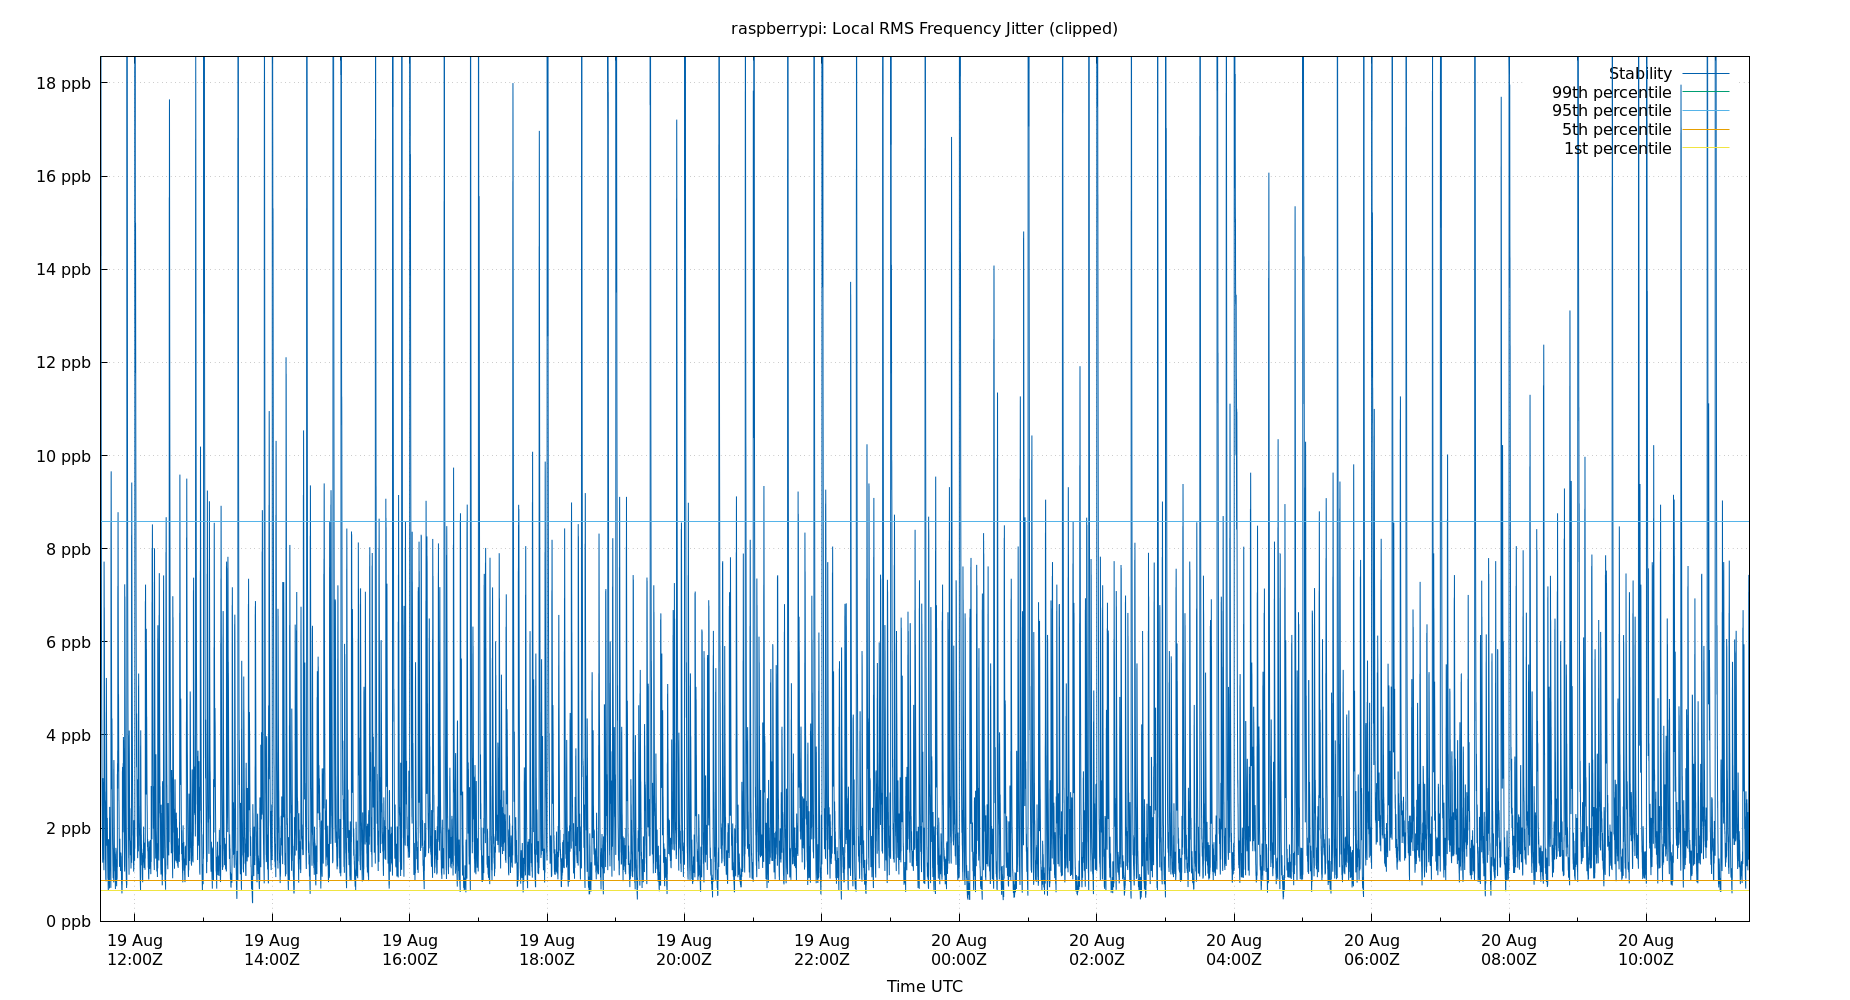 raspberrypi: Local RMS Frequency Jitter (clipped)
18 ppb
16 ppb
14 ppb
12 ppb
10 ppb
8 ppb
6 ppb
4 ppb
2 ppb
0 ppb
Stability
99th percentile
95th percentile
5th percentile
1st percentile
19 Aug 19 Aug 19 Aug 19 Aug 19 Aug 19 Aug 20 Aug 20 Aug 20 Aug 20 Aug 20 Aug 20 Aug
12:00Z 14:00Z 16:00Z 18:00Z 20:00Z 22:00Z 00:00Z 02:00Z 04:00Z 06:00Z 08:00Z 10:00Z
Time UTC